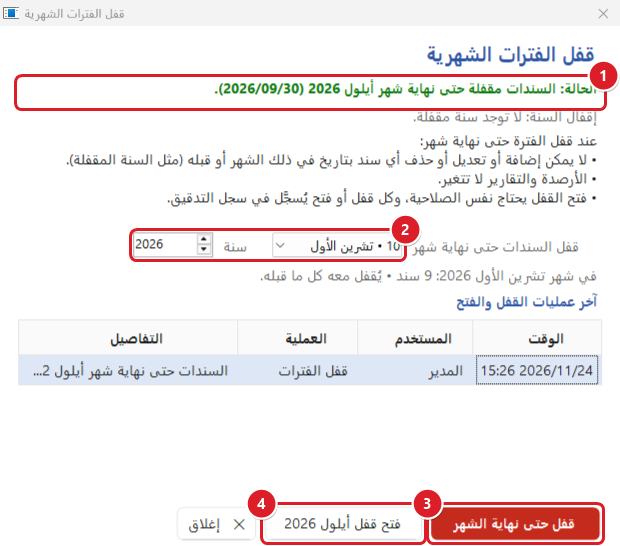 قفل الفترات الشهرية
قفل الفترات الشهرية
1
الحالة: السندات مقفلة حتى نهاية شهر أيلول 2026 (2026/09/30).
إقفال السنة: لا توجد سنة مقفلة.
عند قفل الفترة حتى نهاية شهر:
• لا يمكن إضافة أو تعديل أو حذف أي سند بتاريخ في ذلك الشهر أو قبله (مثل السنة المقفلة).
• الأرصدة والتقارير لا تتغير.
• فتح القفل يحتاج نفس الصلاحية، وكل قفل أو فتح يُسجَّل في سجل التدقيق.
2
قفل السندات حتى نهاية شهر 10 • تشرين الأول سنة 2026
في شهر تشرين الأول 2026: 9 سند • يُقفل معه كل ما قبله.
آخر عمليات القفل والفتح
الوقت المستخدم العملية التفاصيل
2026/11/24 15:26 المدير قفل الفترات السندات حتى نهاية شهر أيلول 2...
3 4
قفل حتى نهاية الشهر فتح قفل أيلول 2026 إغلاق